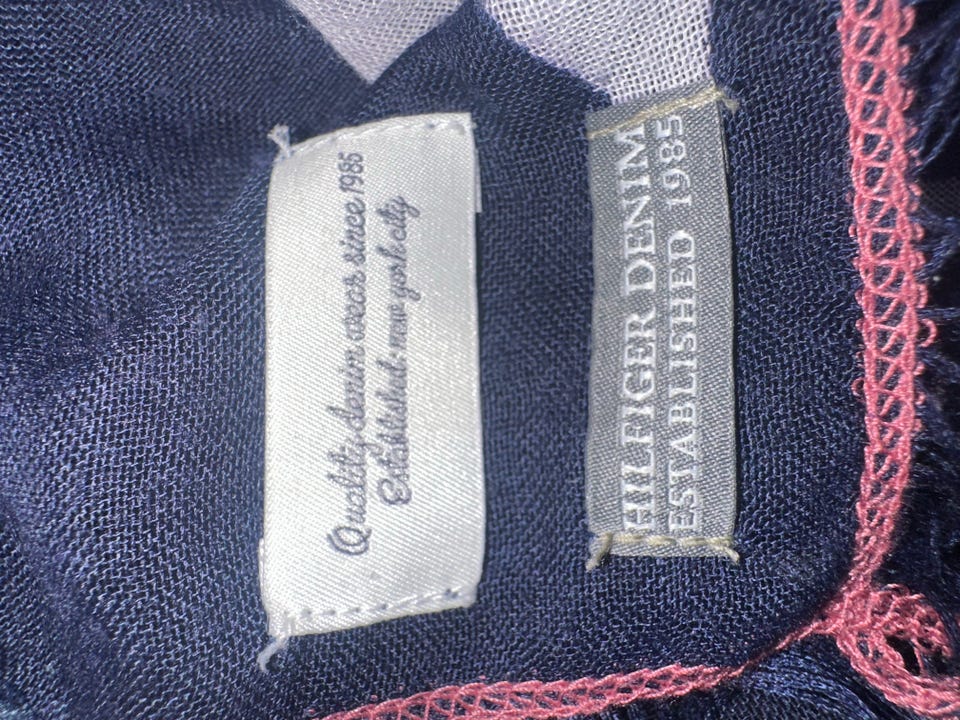 Quality denim wear since 1985
Established new york city
HILFIGER DENIM
ESTABLISHED 1985